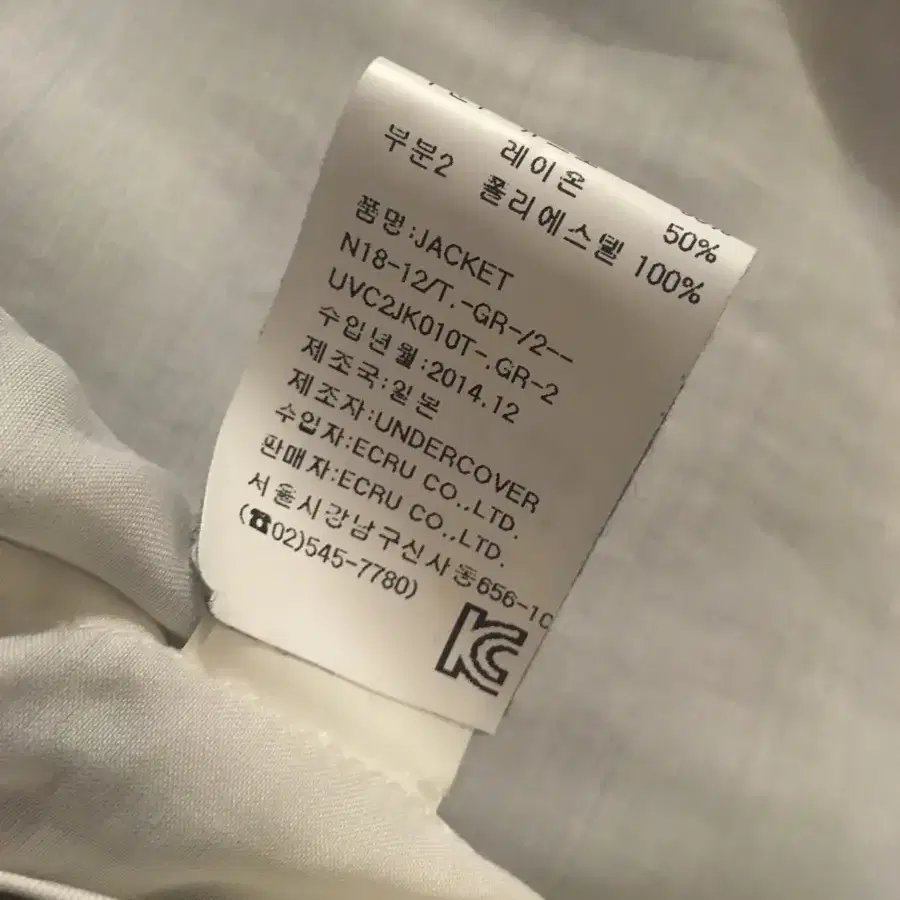 레이온 50%
부분2 폴리에스텔 100%
품명:JACKET
N18-12/T.-GR-/2--
UVC2JK010T-.GR-2
수입년월:2014.12
제조국:일본
제조자:UNDERCOVER
수입자:ECRU CO.,LTD.
판매자:ECRU CO.,LTD.
서울시강남구신사동656-10
(☎02)545-7780)
KC